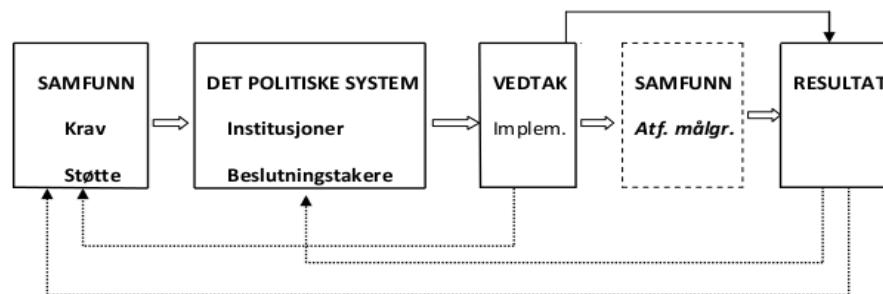 SAMFUNN
Krav
Støtte
DET POLITISKE SYSTEM
Institusjoner
Beslutningstakere
VEDTAK
Implem.
SAMFUNN
Atf. målgr.
RESULTAT